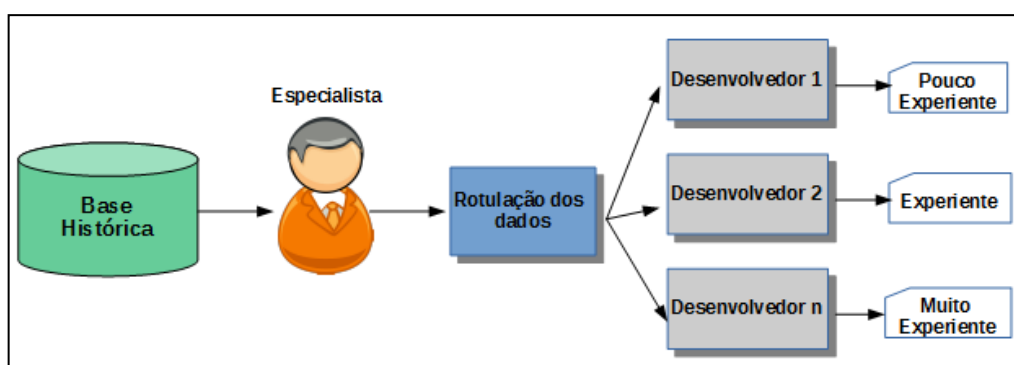 Base
Histórica
Especialista
Rotulação dos
dados
Desenvolvedor 1
Pouco
Experiente
Desenvolvedor 2
Experiente
Desenvolvedor n
Muito
Experiente